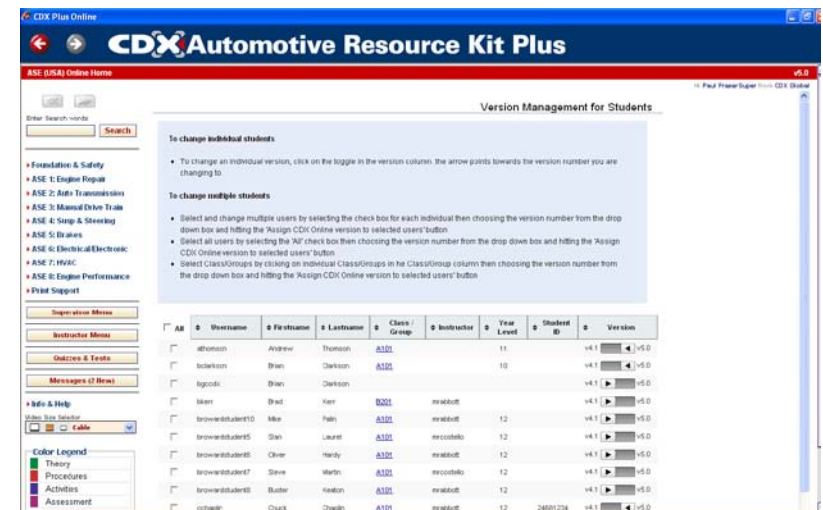 CDX Plus Online
CDX Automotive Resource Kit Plus
ASE (USA) Online Home
v5.0
Hi Paul Fraser Super from CDX Global
Version Management for Students
Enter Search words
Search
Foundation & Safety
ASE 1: Engine Repair
ASE 2: Auto Transmission
ASE 3: Manual Drive Train
ASE 4: Susp & Steering
ASE 5: Brakes
ASE 6: Electrical/Electronic
ASE 7: HVAC
ASE 8: Engine Performance
Print Support
Supervisor Menu
Instructor Menu
Quizzes & Tests
Messages (2 New)
Info & Help
Video Size Selector
Cable
Color Legend
Theory
Procedures
Activities
Assessment
To change individual students
To change an individual version, click on the toggle in the version column. the arrow points towards the version number you are
changing to.
To change multiple students
Select and change multiple users by selecting the check box for each individual then choosing the version number from the drop
down box and hitting the 'Assign CDX Online version to selected users' button
Select all users by selecting the 'All' check box then choosing the version number from the drop down box and hitting the 'Assign
CDX Online version to selected users' button
Select Class/Groups by clicking on individual Class/Groups in he Class/Group column then choosing the version number from
the drop down box and hitting the 'Assign CDX Online version to selected users' button
All Username Firstname Lastname Class / Group Instructor Year Level Student ID Version
athomson Andrew Thomson A101 11 v4.1 v5.0
bclarkson Brian Clarkson A101 10 v4.1 v5.0
bgcodx Brian Clarkson v4.1 v5.0
bkerr Brad Kerr B201 mrabbott v4.1 v5.0
browardstudent10 Mike Palin A101 mrabbott 12 v4.1 v5.0
browardstudent5 Stan Laurel A101 mrcostello 12 v4.1 v5.0
browardstudent6 Oliver Hardy A101 mrabbott 12 v4.1 v5.0
browardstudent7 Steve Martin A101 mrcostello 12 v4.1 v5.0
browardstudent8 Buster Keaton A101 mrabbott 12 v4.1 v5.0
cchaplin Chuck Chaplin A101 mrabbott 12 v4.1 v5.0